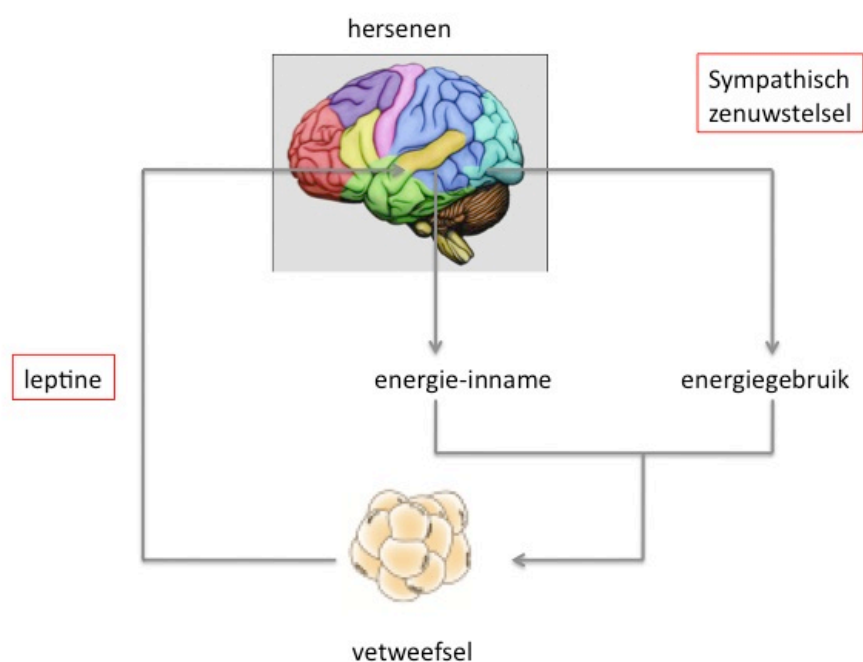 hersenen
Sympathisch
zenuwstelsel
leptine
energie-inname
energiegebruik
vetweefsel